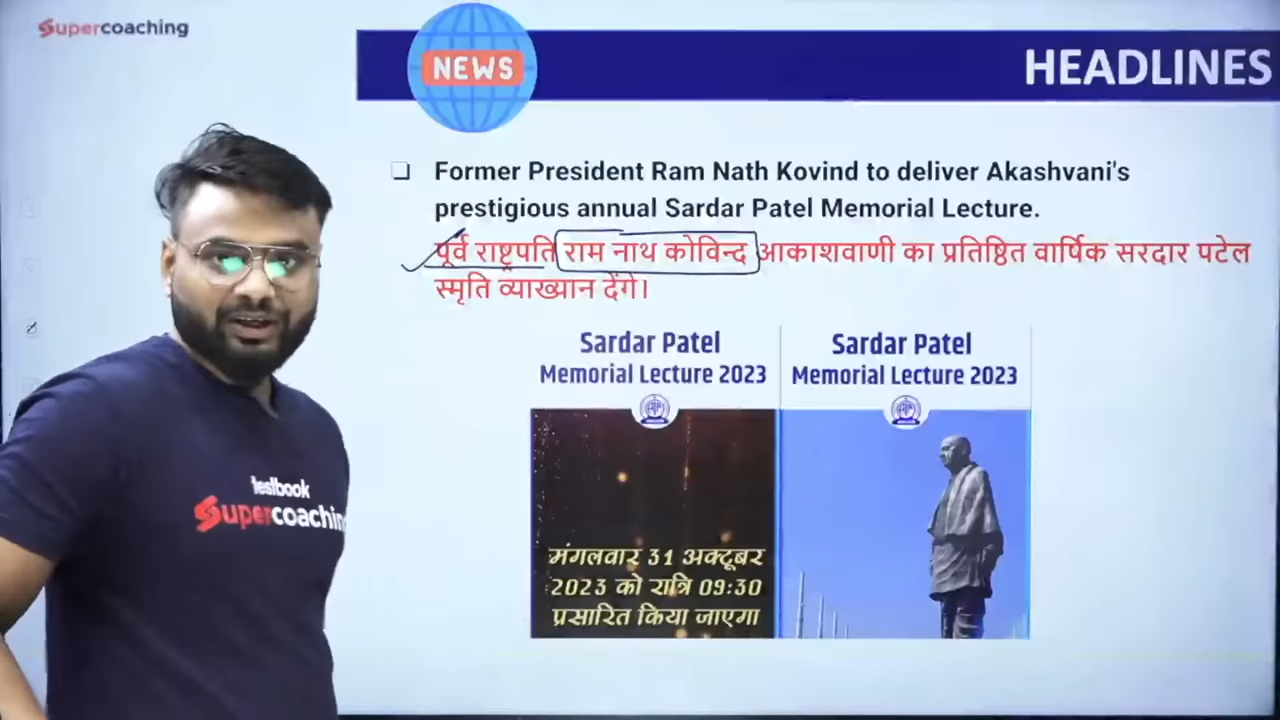 Supercoaching
NEWS
HEADLINES
Former President Ram Nath Kovind to deliver Akashvani's
prestigious annual Sardar Patel Memorial Lecture.
पूर्व राष्ट्रपति राम नाथ कोविन्द आकाशवाणी का प्रतिष्ठित वार्षिक सरदार पटेल
स्मृति व्याख्यान देंगे।
Sardar Patel
Memorial Lecture 2023
मंगलवार 31 अक्टूबर
2023 को रात्रि 09:30
प्रसारित किया जाएगा
Sardar Patel
Memorial Lecture 2023
testbook
Supercoachin